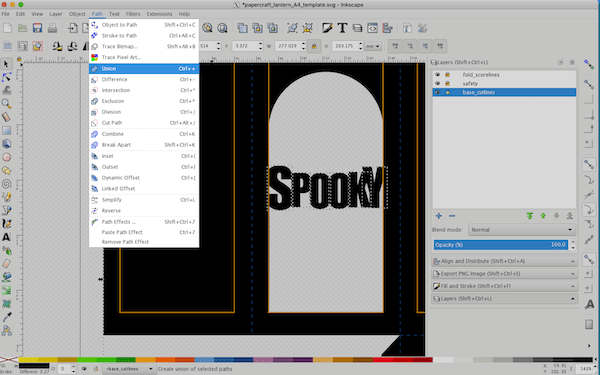 *papercraft_lantern_A4_template.svg - Inkscape
File Edit View Layer Object Path Text Filters Extensions Help
Object to Path Shift+Ctrl+C
Stroke to Path Ctrl+Alt+C
Trace Bitmap... Shift+Alt+B
Trace Pixel Art...
Union Ctrl++
Difference Ctrl+-
Intersection Ctrl+*
Exclusion Ctrl+^
Division Ctrl+/
Cut Path Ctrl+Alt+/
Combine Ctrl+K
Break Apart Shift+Ctrl+K
Inset Ctrl+(
Outset Ctrl+)
Dynamic Offset Ctrl+J
Linked Offset
Simplify Ctrl+L
Reverse
Path Effects ... Shift+Ctrl+7
Paste Path Effect Ctrl+7
Remove Path Effect
Y: 0.372 W: 277.029 H: 203.175
SPOOKY
Layers (Shift+Ctrl+L)
fold_scorelines
safety
base_cutlines
Blend mode: Normal
Opacity (%) 100.0
Align and Distribute (Shift+Ctrl+A)
Export PNG Image (Shift+Ctrl+E)
Fill and Stroke (Shift+Ctrl+F)
Layers (Shift+Ctrl+L)
Different 0.27
O: 0
-base_cutlines
Create union of selected paths